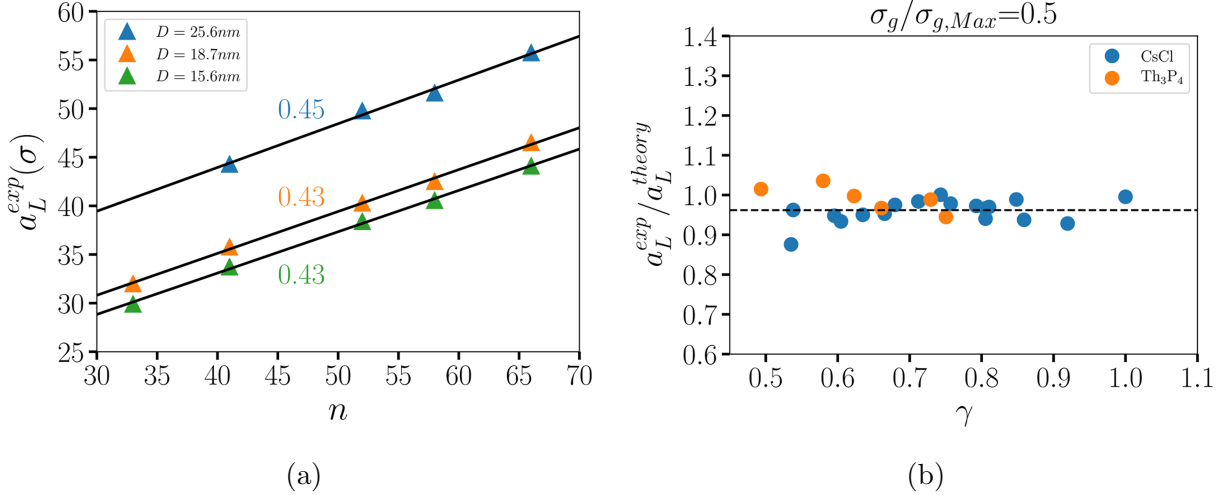 60
55
50
45
40
35
30
25
30 35 40 45 50 55 60 65 70
a_L^{exp}(σ)
n
D = 25.6nm
D = 18.7nm
D = 15.6nm
0.45
0.43
0.43
(a)
σ_g/σ_{g,Max}=0.5
1.4
1.3
1.2
1.1
1.0
0.9
0.8
0.7
0.6
0.5 0.6 0.7 0.8 0.9 1.0 1.1
a_L^{exp}/a_L^{theory}
γ
CsCl
Th₃P₄
(b)